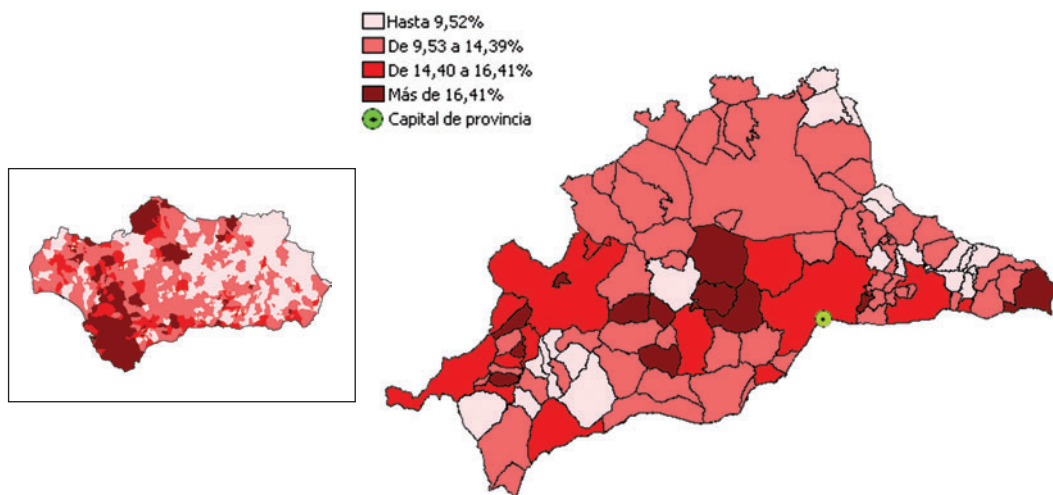 Hasta 9,52%
De 9,53 a 14,39%
De 14,40 a 16,41%
Más de 16,41%
Capital de provincia